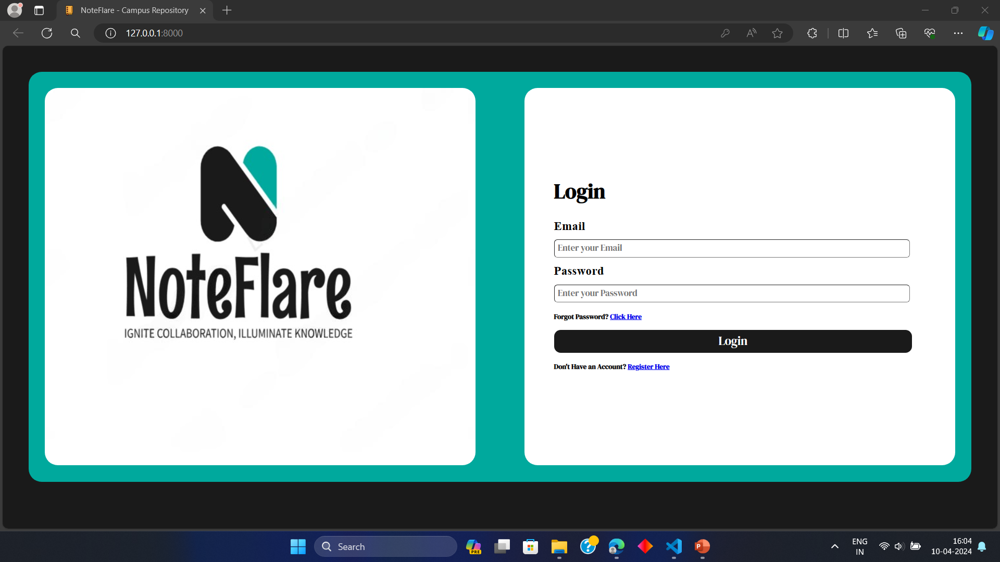 NoteFlare - Campus Repository
127.0.0.1:8000
NoteFlare
IGNITE COLLABORATION, ILLUMINATE KNOWLEDGE
Login
Email
Enter your Email
Password
Enter your Password
Forgot Password? Click Here
Login
Don't Have an Account? Register Here
Search
PRE
P
ENG
IN
16:04
10-04-2024